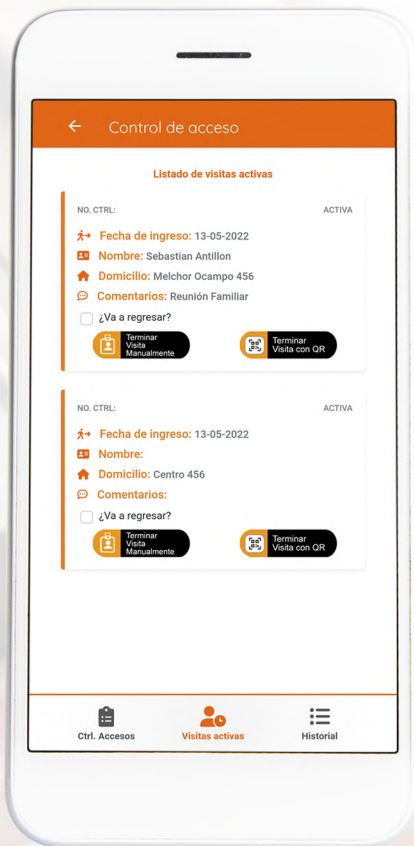 Control de acceso
Listado de visitas activas
NO. CTRL: ACTIVA
Fecha de ingreso: 13-05-2022
Nombre: Sebastian Antillon
Domicilio: Melchor Ocampo 456
Comentarios: Reunión Familiar
¿Va a regresar?
Terminar
Visita
Manualmente
Terminar
Visita con QR
NO. CTRL: ACTIVA
Fecha de ingreso: 13-05-2022
Nombre:
Domicilio: Centro 456
Comentarios:
¿Va a regresar?
Terminar
Visita
Manualmente
Terminar
Visita con QR
Ctrl. Accesos Visitas activas Historial